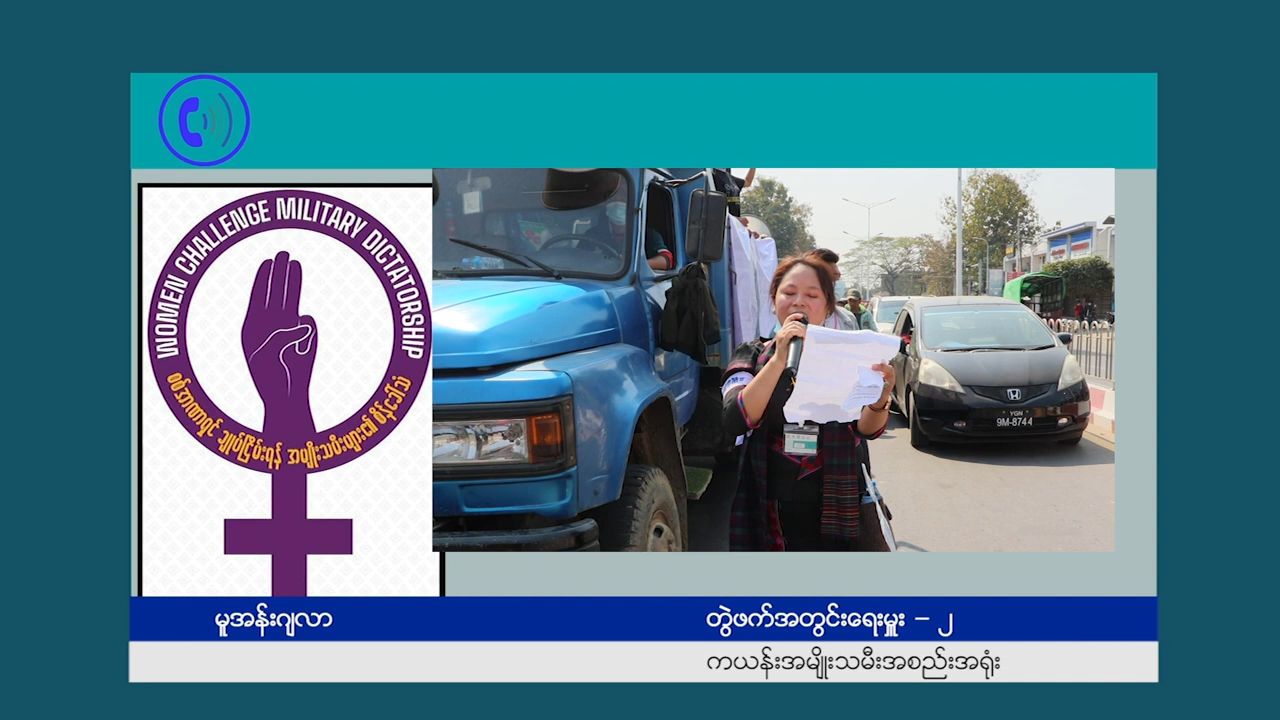 WOMEN CHALLENGE MILITARY DICTATORSHIP
စစ်အာဏာရှင် ချုပ်ငြိမ်းရန် အမျိုးသမီးများ၏ စိန်ခေါ်သံ
YGN
9M-8744
မူအန်းဂျလာ
တွဲဖက်အတွင်းရေးမှူး – ၂
ကယန်းအမျိုးသမီးအစည်းအရုံး